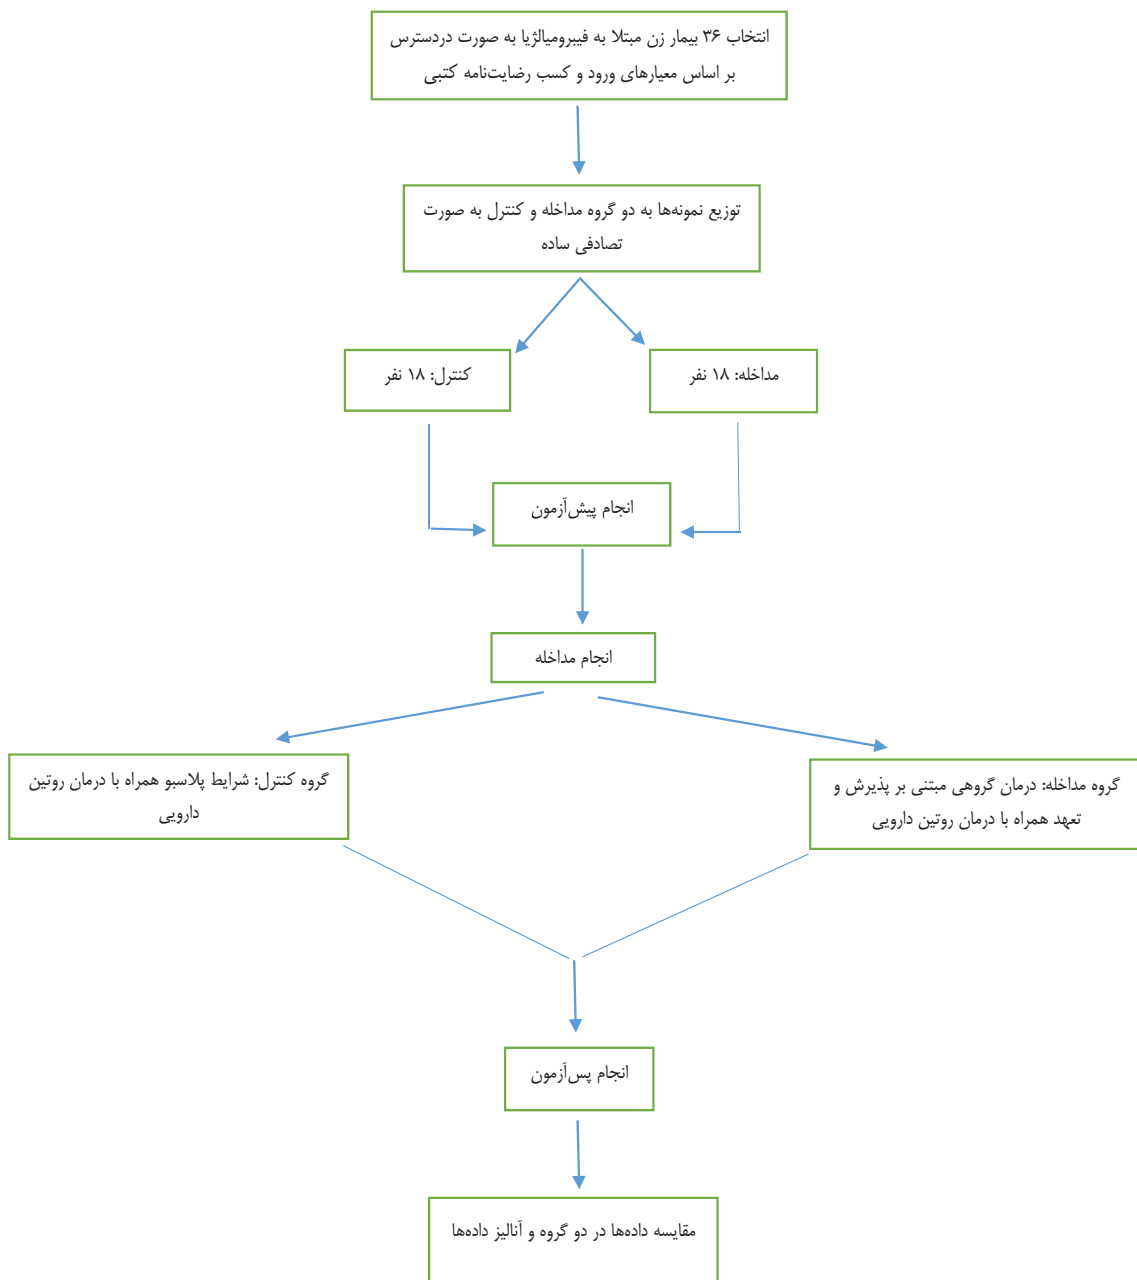 انتخاب ۳۶ بیمار زن مبتلا به فیبرومیالژیا به صورت دردسترس
بر اساس معیارهای ورود و کسب رضایت‌نامه کتبی
توزیع نمونه‌ها به دو گروه مداخله و کنترل به صورت
تصادفی ساده
مداخله: ۱۸ نفر
کنترل: ۱۸ نفر
انجام پیش‌آزمون
انجام مداخله
گروه مداخله: درمان گروهی مبتنی بر پذیرش و
تعهد همراه با درمان روتین دارویی
گروه کنترل: شرایط پلاسبو همراه با درمان روتین
دارویی
انجام پس‌آزمون
مقایسه داده‌ها در دو گروه و آنالیز داده‌ها